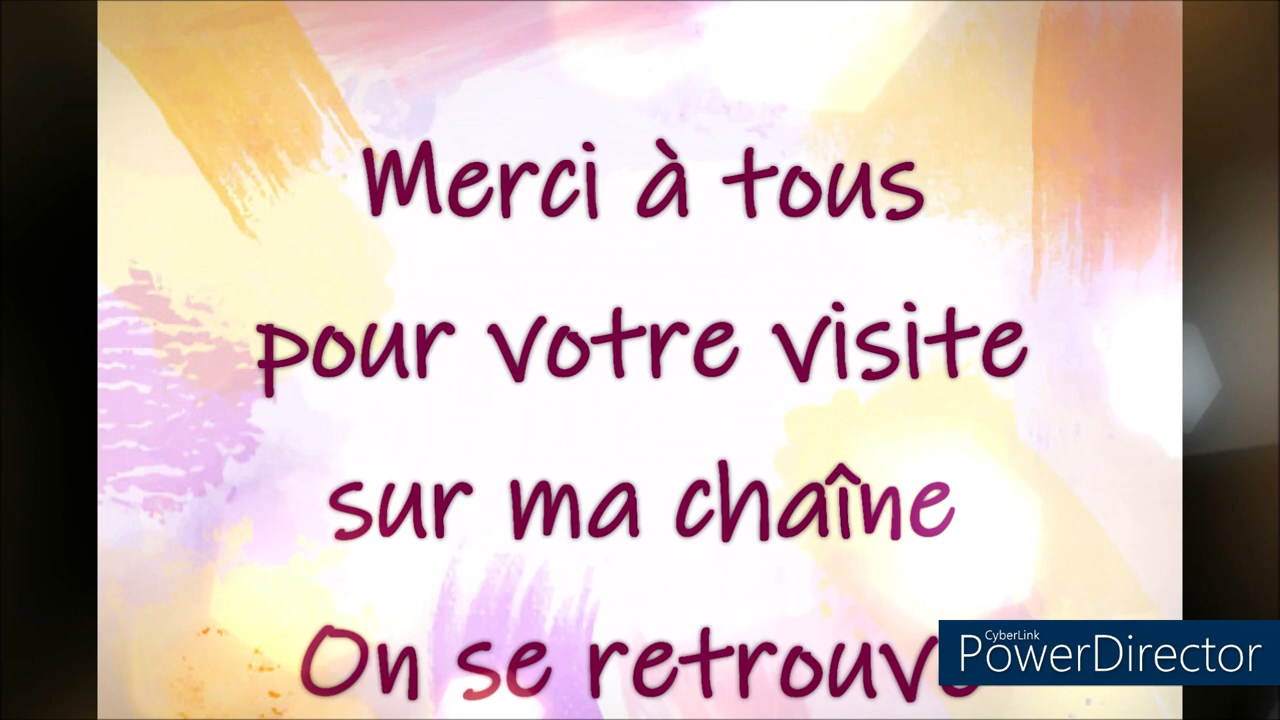 Merci à tous
pour votre visite
sur ma chaîne
On se retrouve
CyberLink
PowerDirector